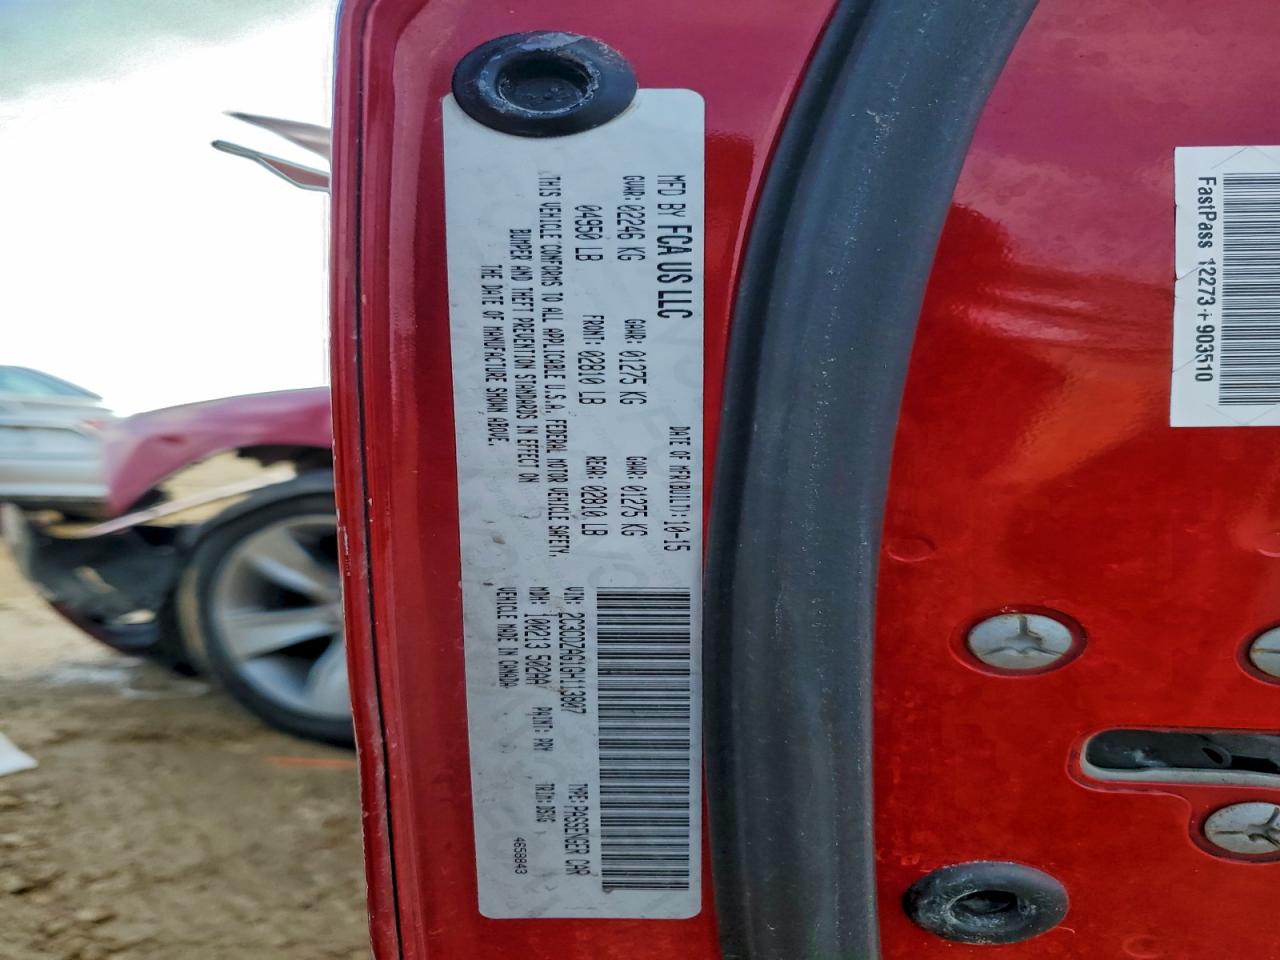 MFD BY FCA US LLC
DATE OF MFR(BUILT): 10-15
GVWR: 02246 KG
GAWR: 01275 KG
GAWR: 01275 KG
04950 LB
FRONT: 02810 LB
REAR: 02810 LB
THIS VEHICLE CONFORMS TO ALL APPLICABLE U.S.A. FEDERAL MOTOR VEHICLE SAFETY,
BUMPER AND THEFT PREVENTION STANDARDS IN EFFECT ON
THE DATE OF MANUFACTURE SHOWN ABOVE.
VIN: 2C3CDZAG1GH113907
TYPE: PASSENGER CAR
MDH: 100213 502AA
PAINT: PRY
TRIM: D5XG
VEHICLE MADE IN CANADA
4658843
FastPass 12273+903510